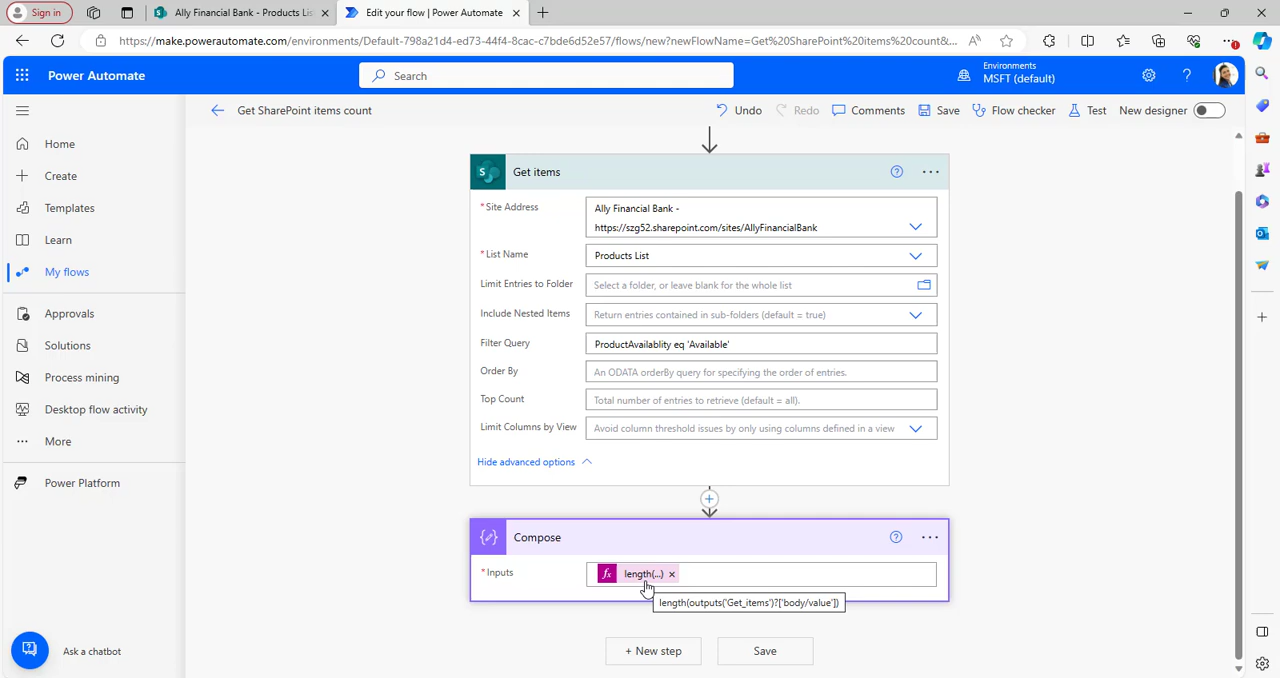 Sign in
Ally Financial Bank - Products Lis
Edit your flow | Power Automate
https://make.powerautomate.com/environments/Default-798a21d4-ed73-44f4-8cac-c7bde6d52e57/flows/new?newFlowName=Get%20SharePoint%20items%20count&...
Power Automate
Search
Environments
MSFT (default)
Get SharePoint items count
Undo
Redo
Comments
Save
Flow checker
Test
New designer
Home
Create
Templates
Learn
My flows
Approvals
Solutions
Process mining
Desktop flow activity
More
Power Platform
Ask a chatbot
Get items
*Site Address
Ally Financial Bank -
https://szg52.sharepoint.com/sites/AllyFinancialBank
*List Name
Products List
Limit Entries to Folder
Select a folder, or leave blank for the whole list
Include Nested Items
Return entries contained in sub-folders (default = true)
Filter Query
ProductAvailablity eq 'Available'
Order By
An ODATA orderBy query for specifying the order of entries.
Top Count
Total number of entries to retrieve (default = all).
Limit Columns by View
Avoid column threshold issues by only using columns defined in a view
Hide advanced options
Compose
*Inputs
fx length(...) ×
length(outputs('Get_items')?['body/value'])
+ New step
Save